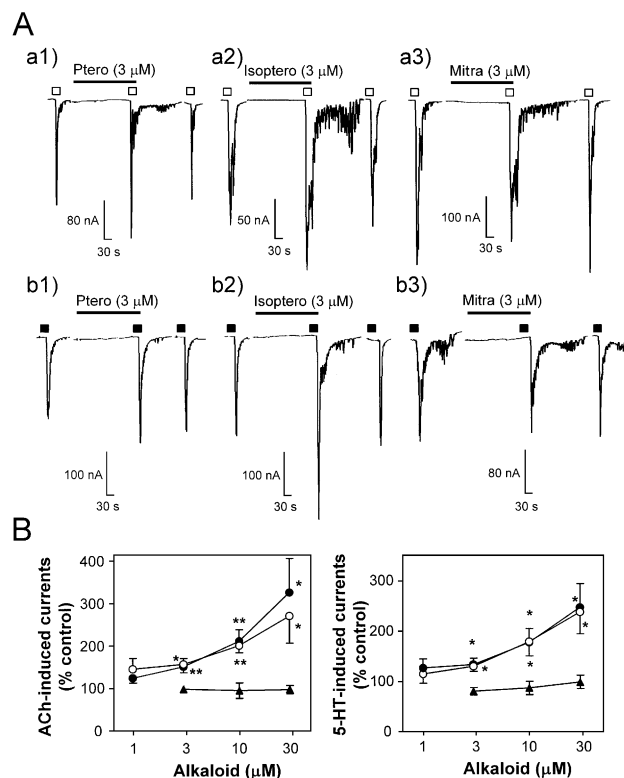 A
a1)
a2)
a3)
Ptero (3 μM)
Isoptero (3 μM)
Mitra (3 μM)
80 nA
30 s
50 nA
30 s
100 nA
30 s
b1)
b2)
b3)
Ptero (3 μM)
Isoptero (3 μM)
Mitra (3 μM)
100 nA
30 s
100 nA
30 s
80 nA
30 s
B
ACh-induced currents
(% control)
400
300
200
100
0
1
3
10
30
Alkaloid (μM)
*
**
**
**
*
*
5-HT-induced currents
(% control)
300
200
100
0
1
3
10
30
Alkaloid (μM)
*
*
*
*
*
*